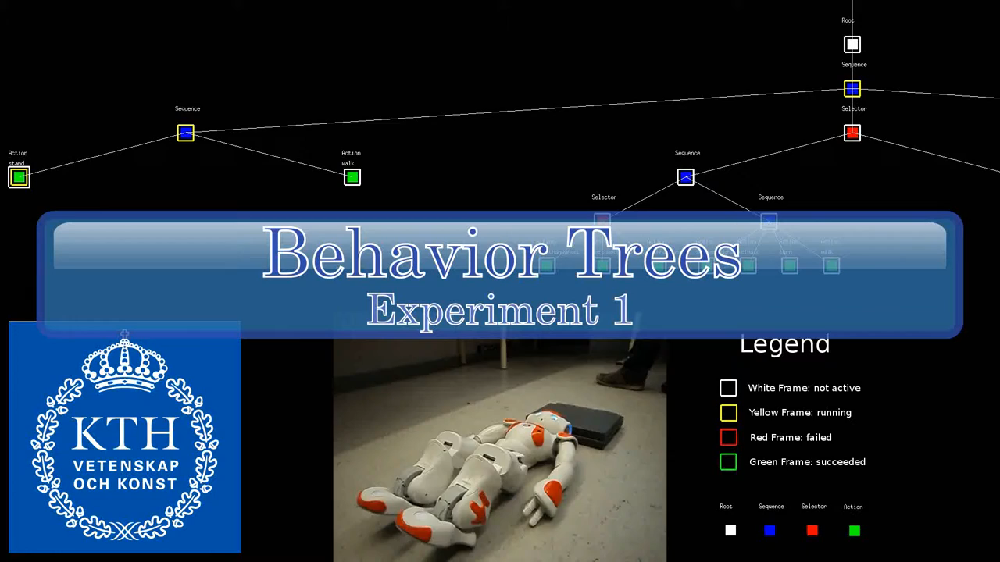 Root
Sequence
Sequence
Selector
Action
stand
Action
walk
Sequence
Selector
Sequence
Behavior Trees
Experiment 1
Legend
White Frame: not active
Yellow Frame: running
Red Frame: failed
Green Frame: succeeded
KTH
VETENSKAP
OCH KONST
Root
Sequence
Selector
Action